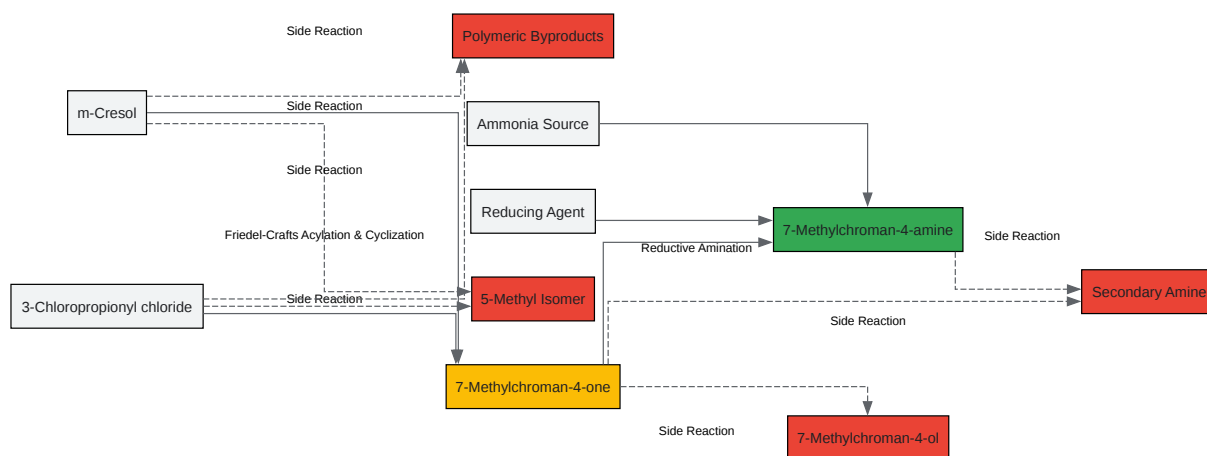 Side Reaction
Polymeric Byproducts
m-Cresol
Side Reaction
Ammonia Source
Side Reaction
Reducing Agent
7-Methylchroman-4-amine
Side Reaction
Friedel-Crafts Acylation & Cyclization
Reductive Amination
3-Chloropropionyl chloride
Side Reaction
5-Methyl Isomer
Secondary Amine
Side Reaction
7-Methylchroman-4-one
Side Reaction
7-Methylchroman-4-ol